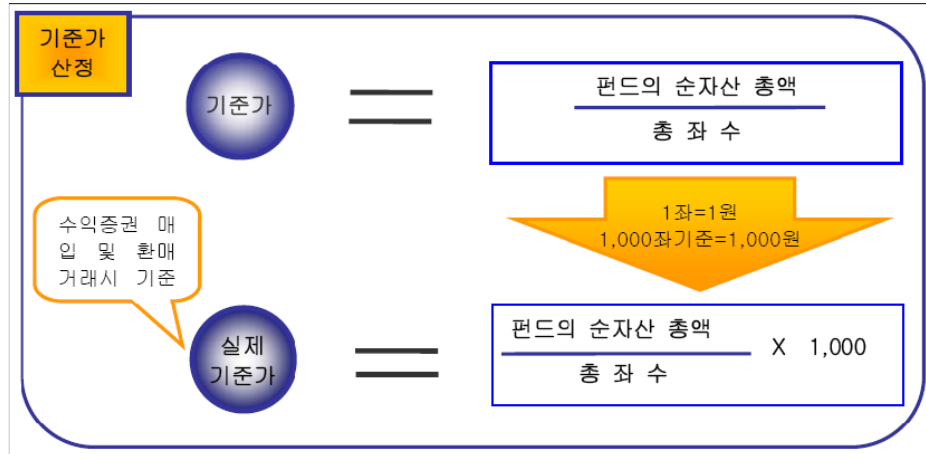 기준가
산정
기준가
펀드의 순자산 총액
총 좌 수
1좌=1원
1,000좌기준=1,000원
수익증권 매
입 및 환매
거래시 기준
실제
기준가
펀드의 순자산 총액
총 좌 수
X 1,000